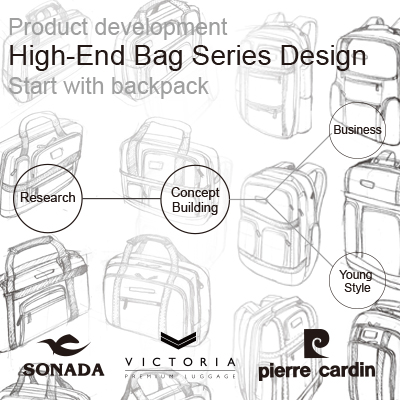 Product development
High-End Bag Series Design
Start with backpack
Business
Research
Concept
Building
Young
Style
SONADA
VICTORIA
PREMIUM LUGGAGE
pierre cardin